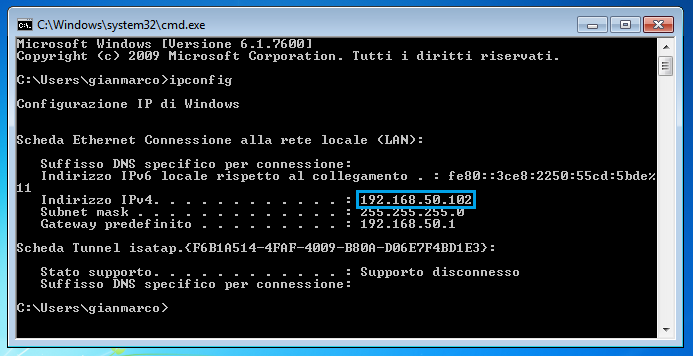 C:\Windows\system32\cmd.exe
Microsoft Windows [Versione 6.1.7600]
Copyright (c) 2009 Microsoft Corporation. Tutti i diritti riservati.
C:\Users\gianmarco>ipconfig
Configurazione IP di Windows
Scheda Ethernet Connessione alla rete locale (LAN):
Suffisso DNS specifico per connessione:
Indirizzo IPv6 locale rispetto al collegamento . : fe80::3ce8:2250:55cd:5bde%
11
Indirizzo IPv4. . . . . . . . . . . . : 192.168.50.102
Subnet mask . . . . . . . . . . . . . : 255.255.255.0
Gateway predefinito . . . . . . . . . : 192.168.50.1
Scheda Tunnel isatap.{F6B1A514-4FAF-4009-B80A-D06E7F4BD1E3}:
Stato supporto. . . . . . . . . . . . : Supporto disconnesso
Suffisso DNS specifico per connessione:
C:\Users\gianmarco>